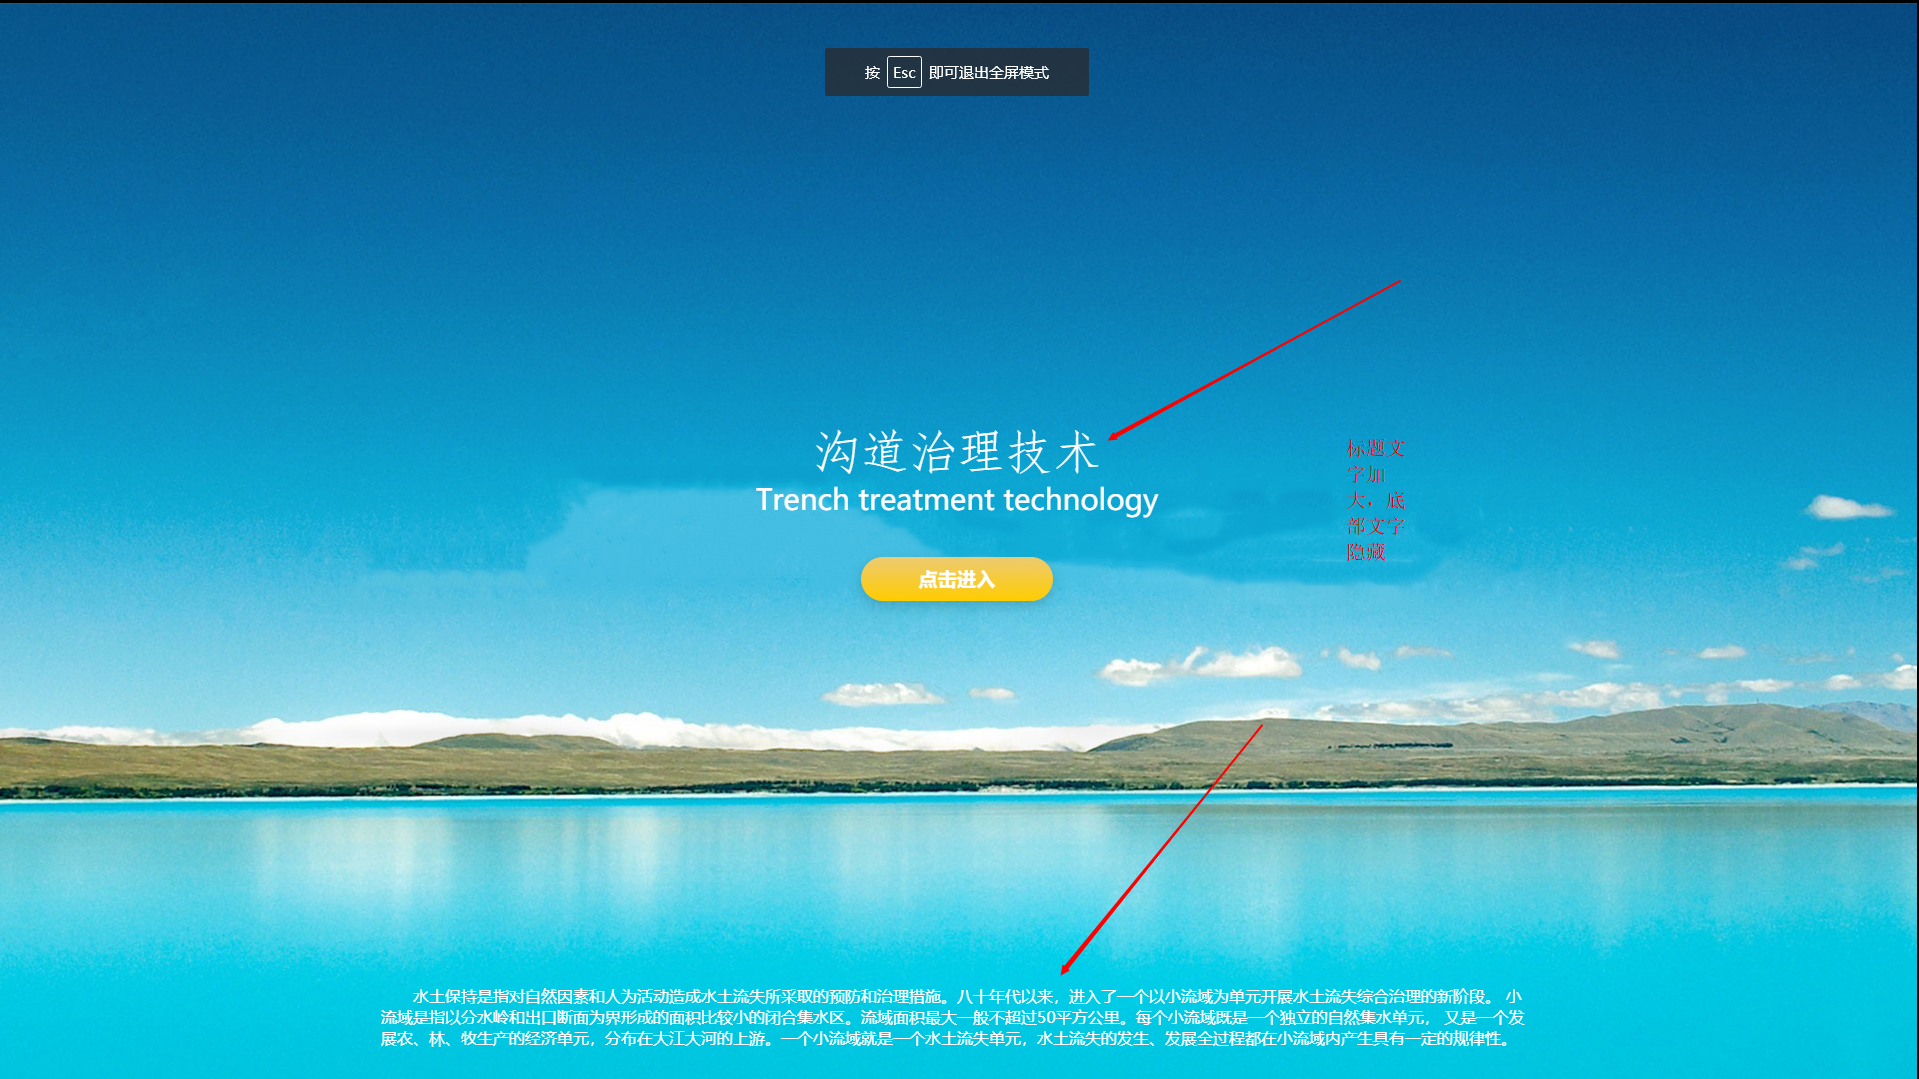 按 Esc 即可退出全屏模式
沟道治理技术
Trench treatment technology
标题文
字加
大，底
部文字
隐藏
点击进入
水土保持是指对自然因素和人为活动造成水土流失所采取的预防和治理措施。八十年代以来，进入了一个以小流域为单元开展水土流失综合治理的新阶段。 小
流域是指以分水岭和出口断面为界形成的面积比较小的闭合集水区。流域面积最大一般不超过50平方公里。每个小流域既是一个独立的自然集水单元， 又是一个发
展农、林、牧生产的经济单元，分布在大江大河的上游。一个小流域就是一个水土流失单元，水土流失的发生、发展全过程都在小流域内产生具有一定的规律性。